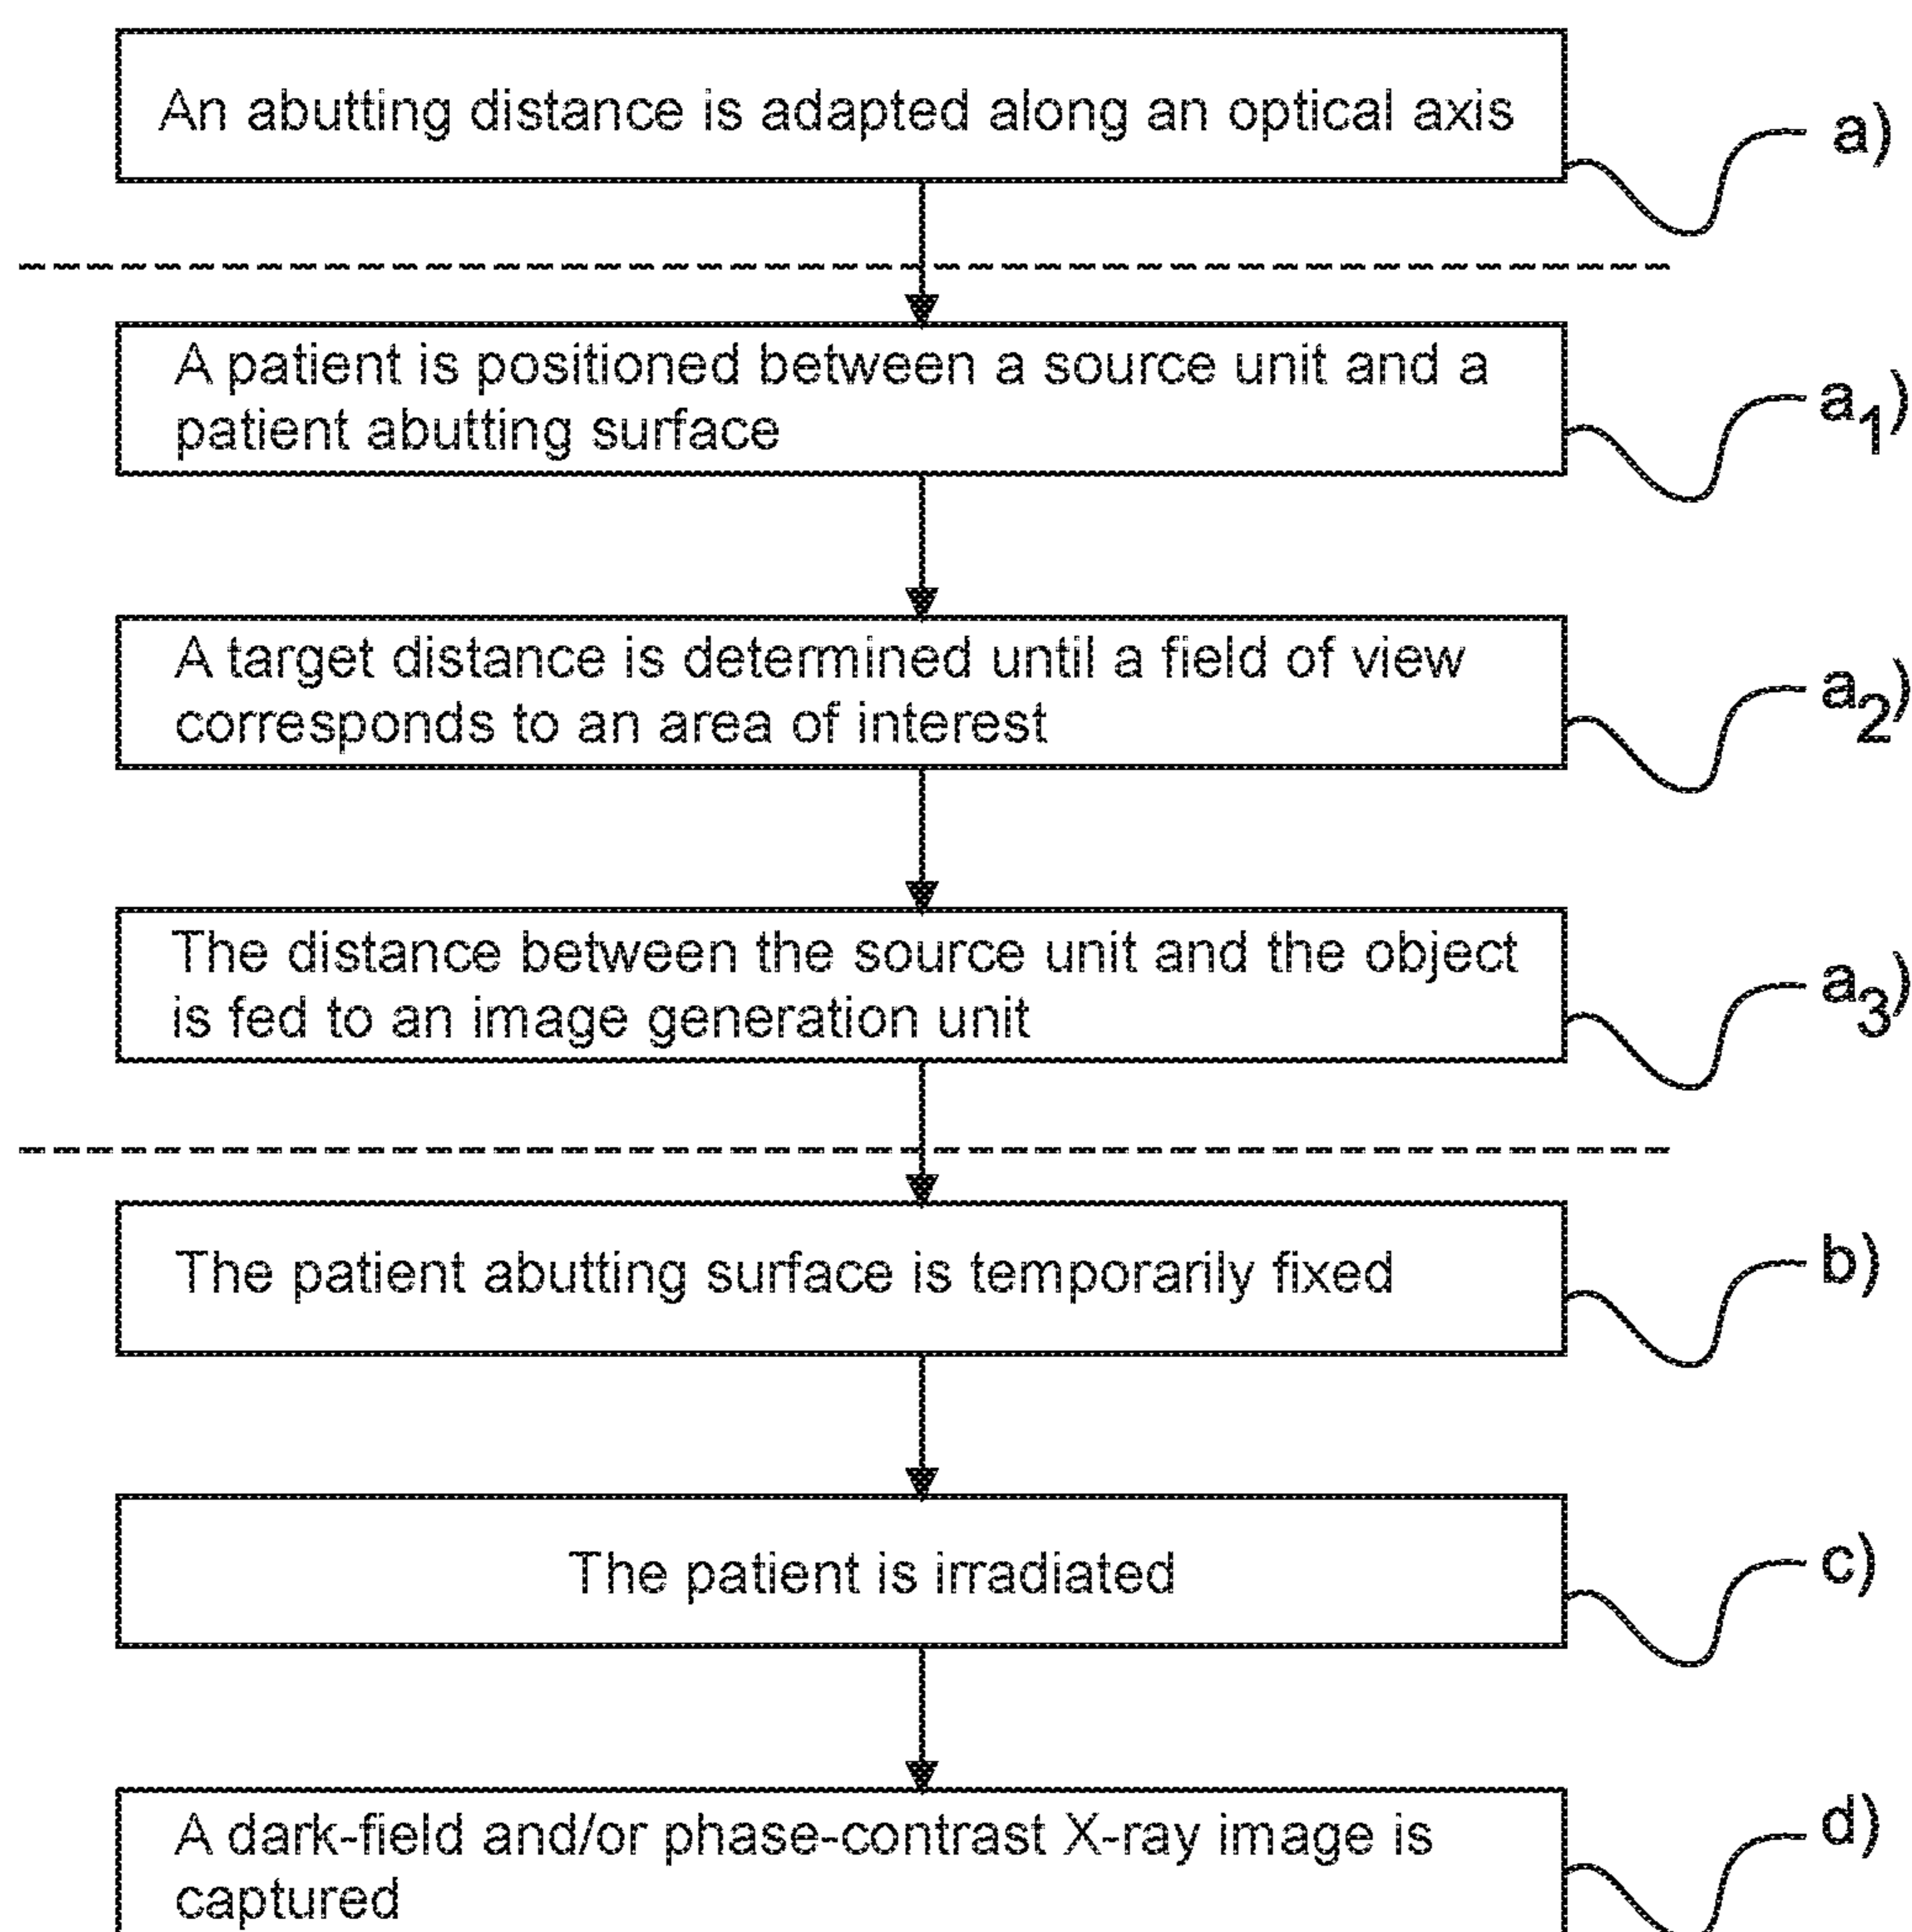 An abutting distance is adapted along an optical axis
a)
A patient is positioned between a source unit and a
patient abutting surface
a1)
A target distance is determined until a field of view
corresponds to an area of interest
a2)
The distance between the source unit and the object
is fed to an image generation unit
a3)
The patient abutting surface is temporarily fixed
b)
The patient is irradiated
c)
A dark-field and/or phase-contrast X-ray image is
captured
d)